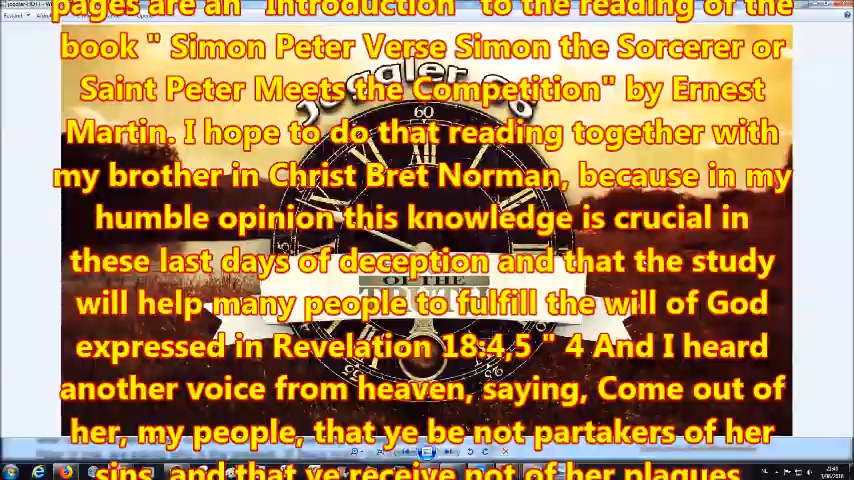 pages are an "Introduction" to the reading of the
book " Simon Peter Verse Simon the Sorcerer or
Saint Peter Meets the Competition" by Ernest
Martin. I hope to do that reading together with
my brother in Christ Bret Norman, because in my
humble opinion this knowledge is crucial in
these last days of deception and that the study
will help many people to fulfill the will of God
expressed in Revelation 18:4,5 " 4 And I heard
another voice from heaven, saying, Come out of
her, my people, that ye be not partakers of her
sins, and that ye receive not of her plagues
joggler
60
OF THE
TRUTH